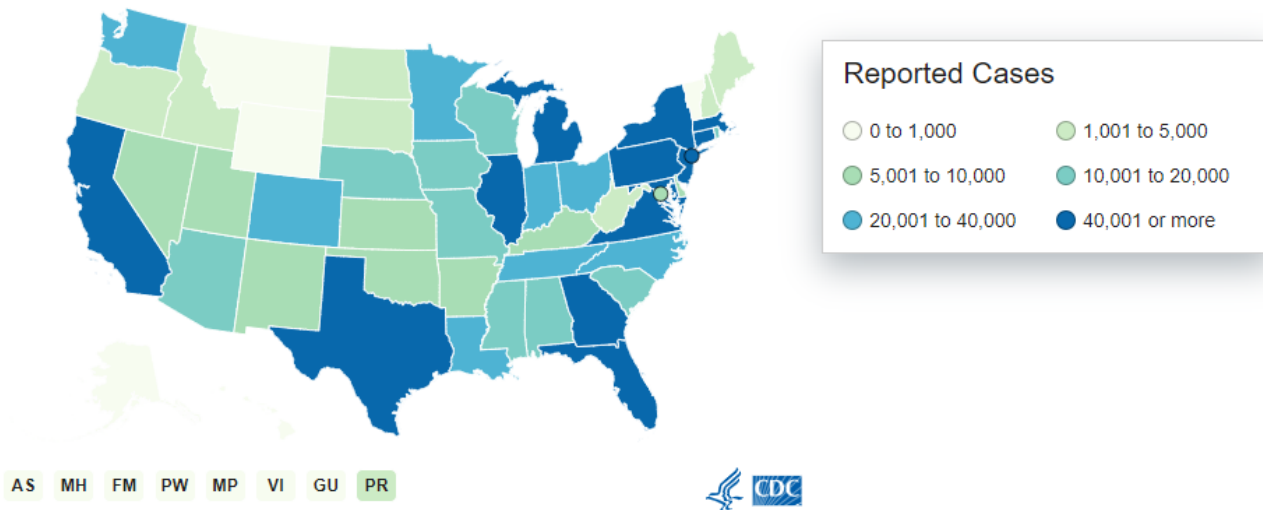 Reported Cases
0 to 1,000
1,001 to 5,000
5,001 to 10,000
10,001 to 20,000
20,001 to 40,000
40,001 or more
AS MH FM PW MP VI GU PR
CDC